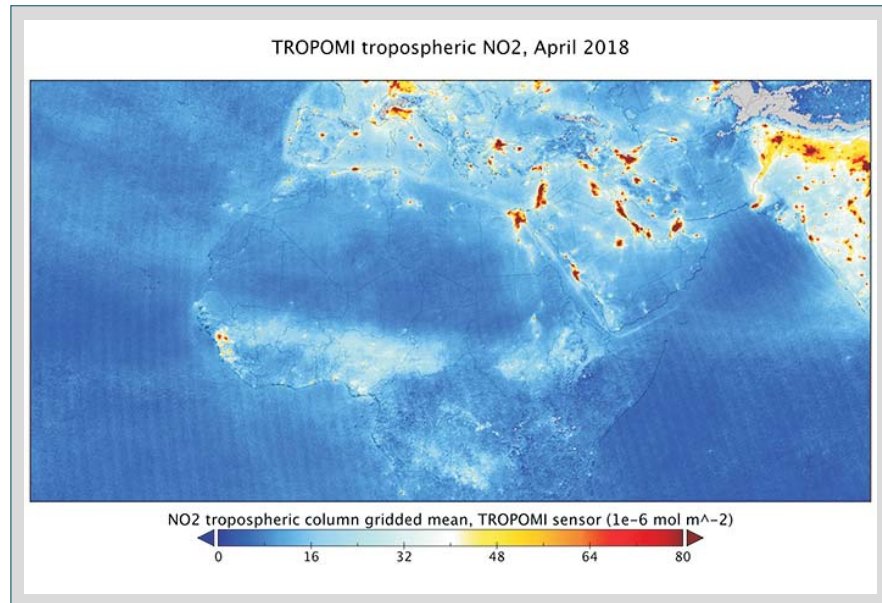 TROPOMI tropospheric NO2, April 2018
NO2 tropospheric column gridded mean, TROPOMI sensor (1e-6 mol m^-2)
0 16 32 48 64 80